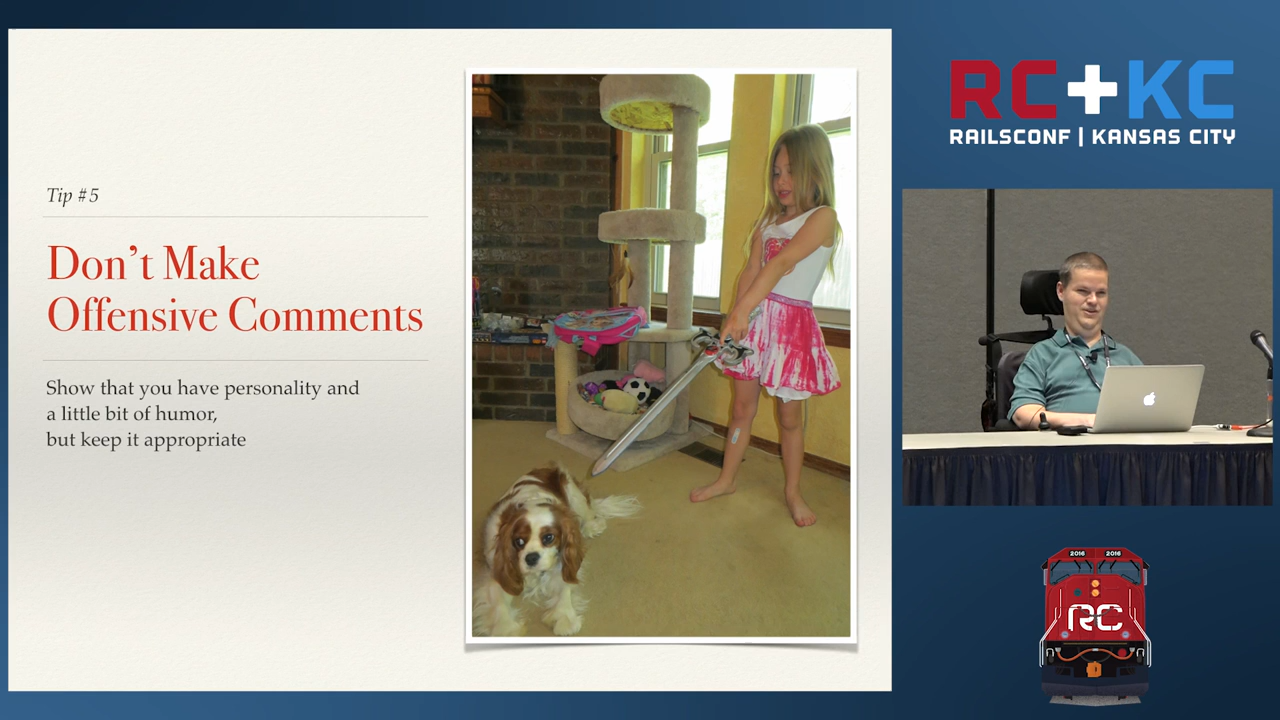 Tip #5
Don’t Make
Offensive Comments
Show that you have personality and
a little bit of humor,
but keep it appropriate
RC+KC
RAILSCONF | KANSAS CITY
2016 2016
RC